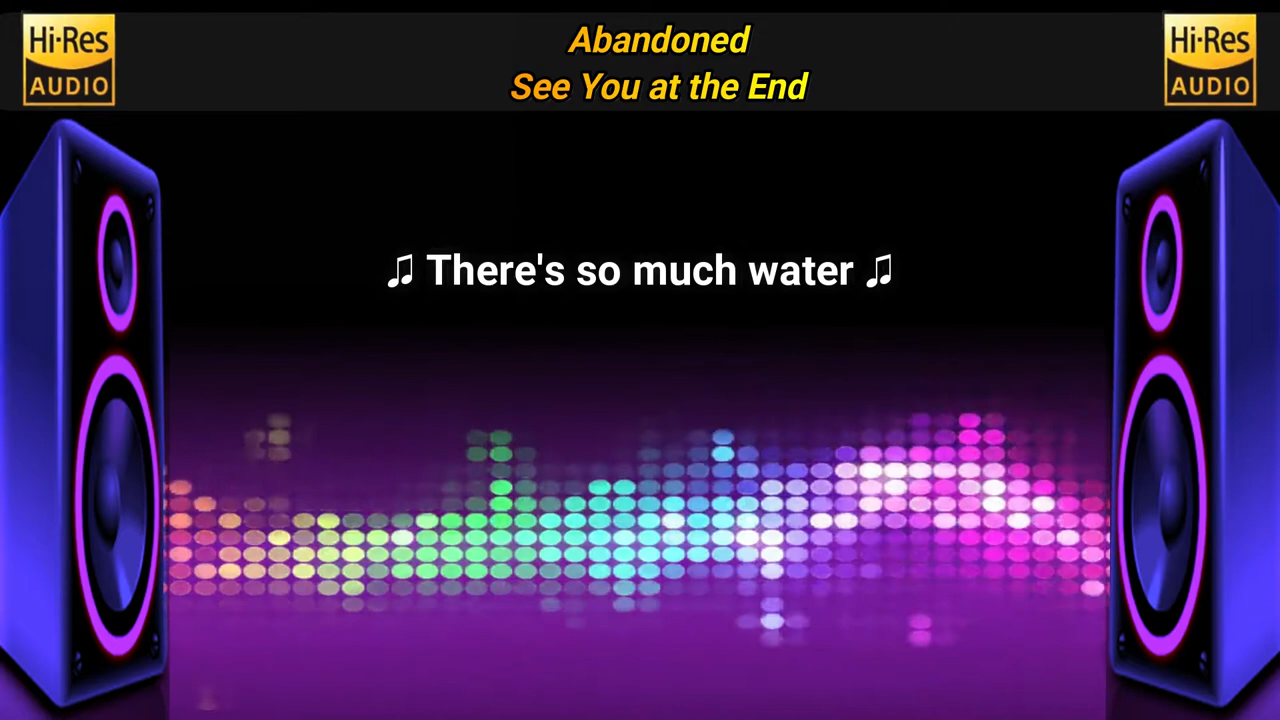 Hi-Res
AUDIO
Abandoned
See You at the End
Hi-Res
AUDIO
♫ There's so much water ♫